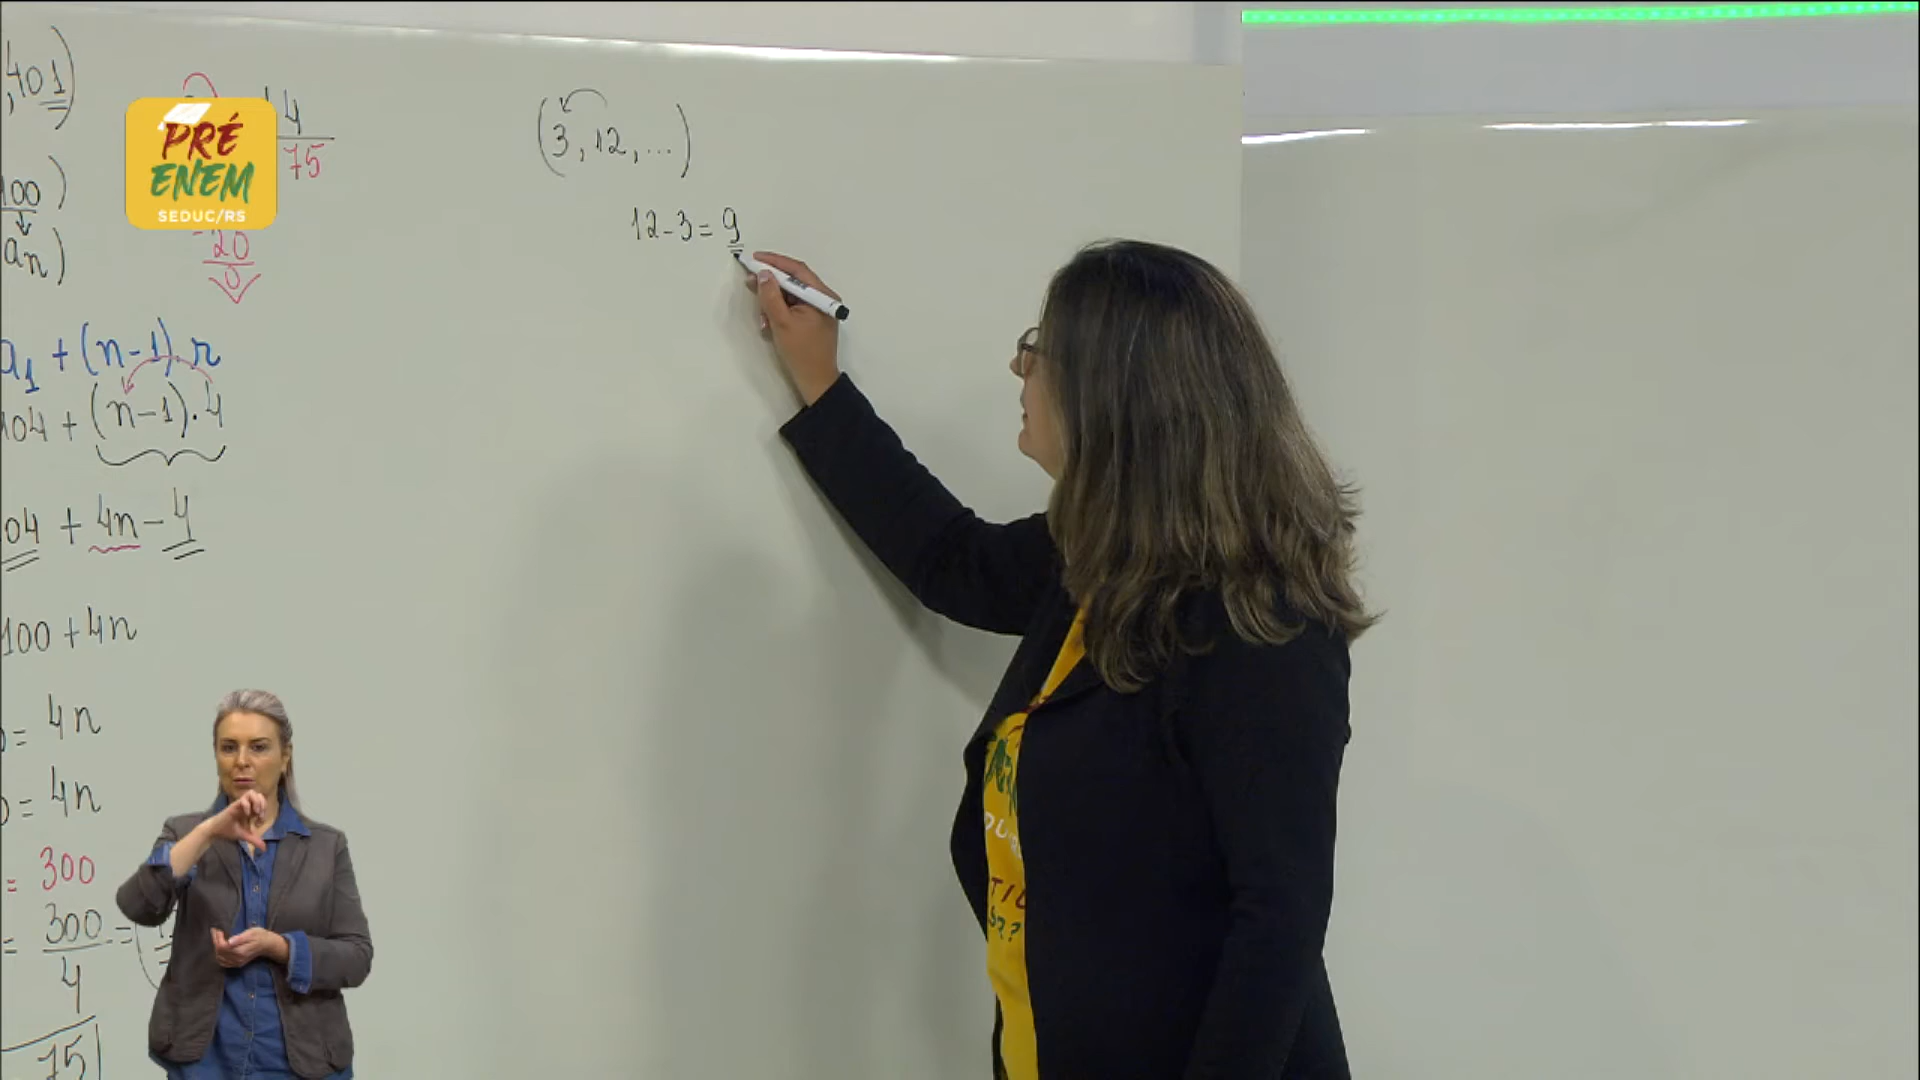 ,401)
14
75
PRÉ
ENEM
SEDUC/RS
100)
an)
20
0
a1 + (n-1).r
104 + (n-1).4
04 + 4n-4
100 + 4n
= 4n
= 4n
= 300
= 300/4 =
75
(3, 12, ...)
12-3 = 9